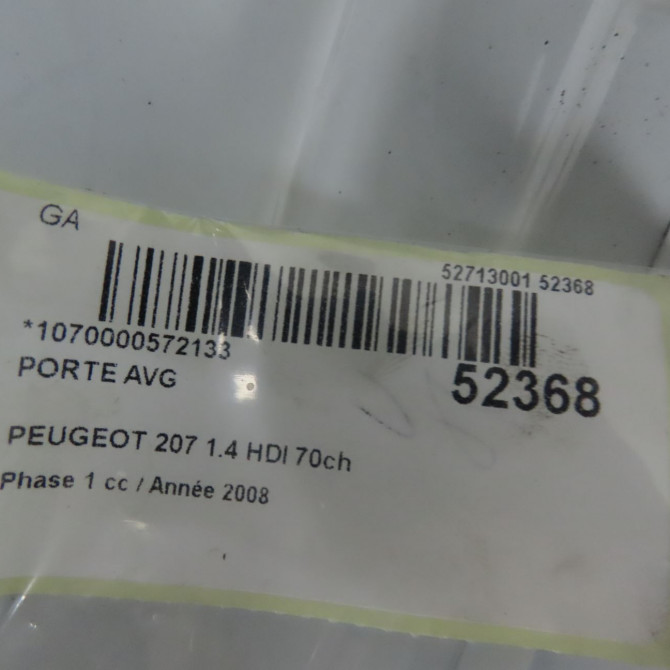 GA
52713001 52368
*1070000572133
PORTE AVG
52368
PEUGEOT 207 1.4 HDI 70ch
Phase 1 cc / Année 2008